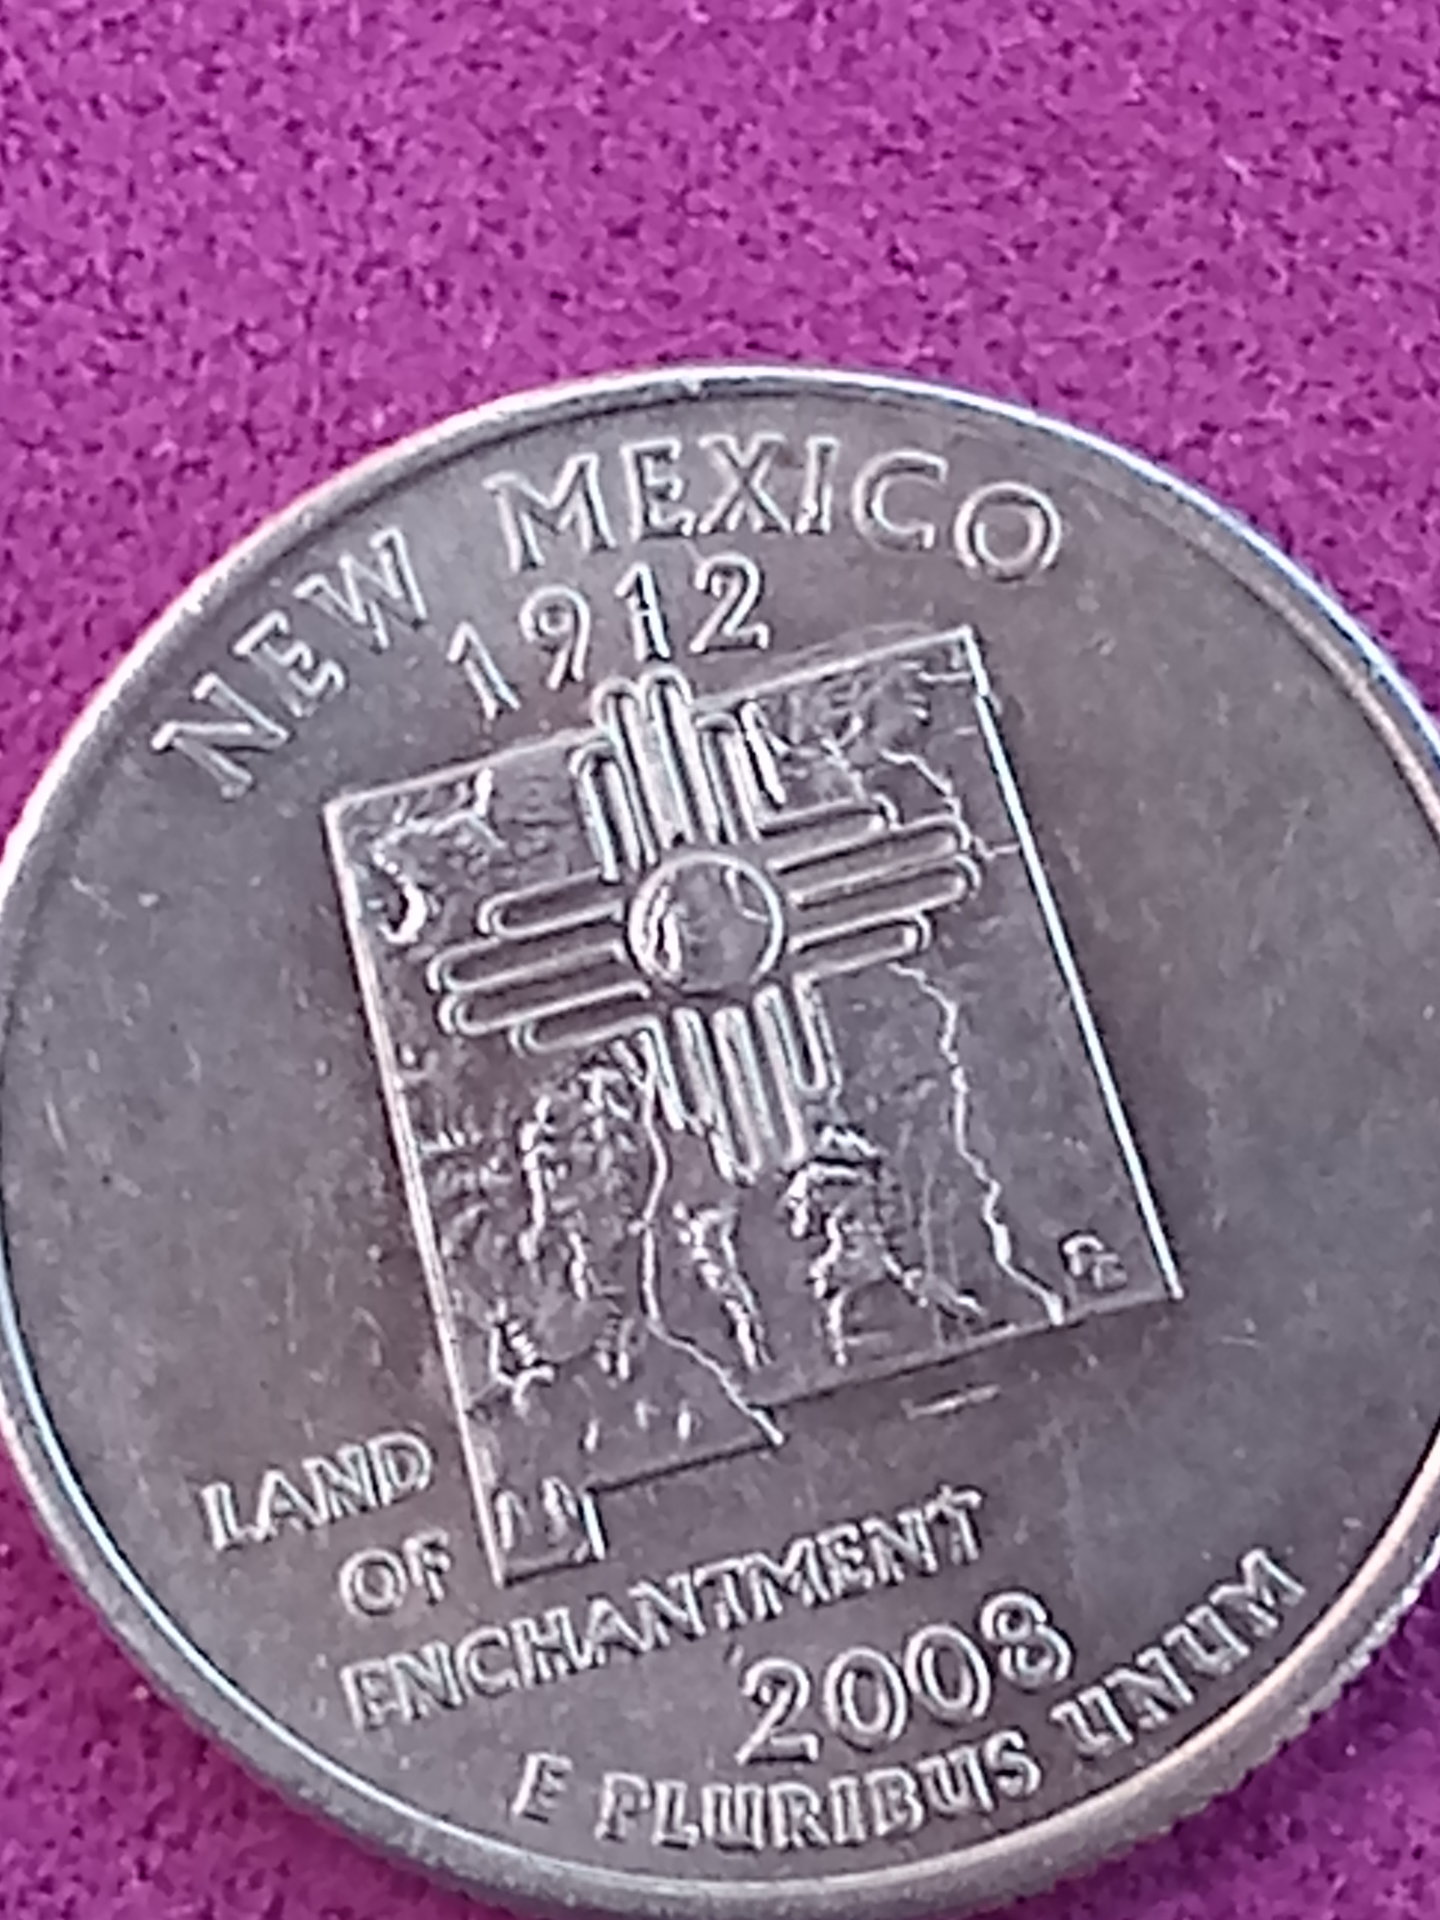 NEW MEXICO
1912
LAND
OF
ENCHANTMENT
2008
E PLURIBUS UNUM